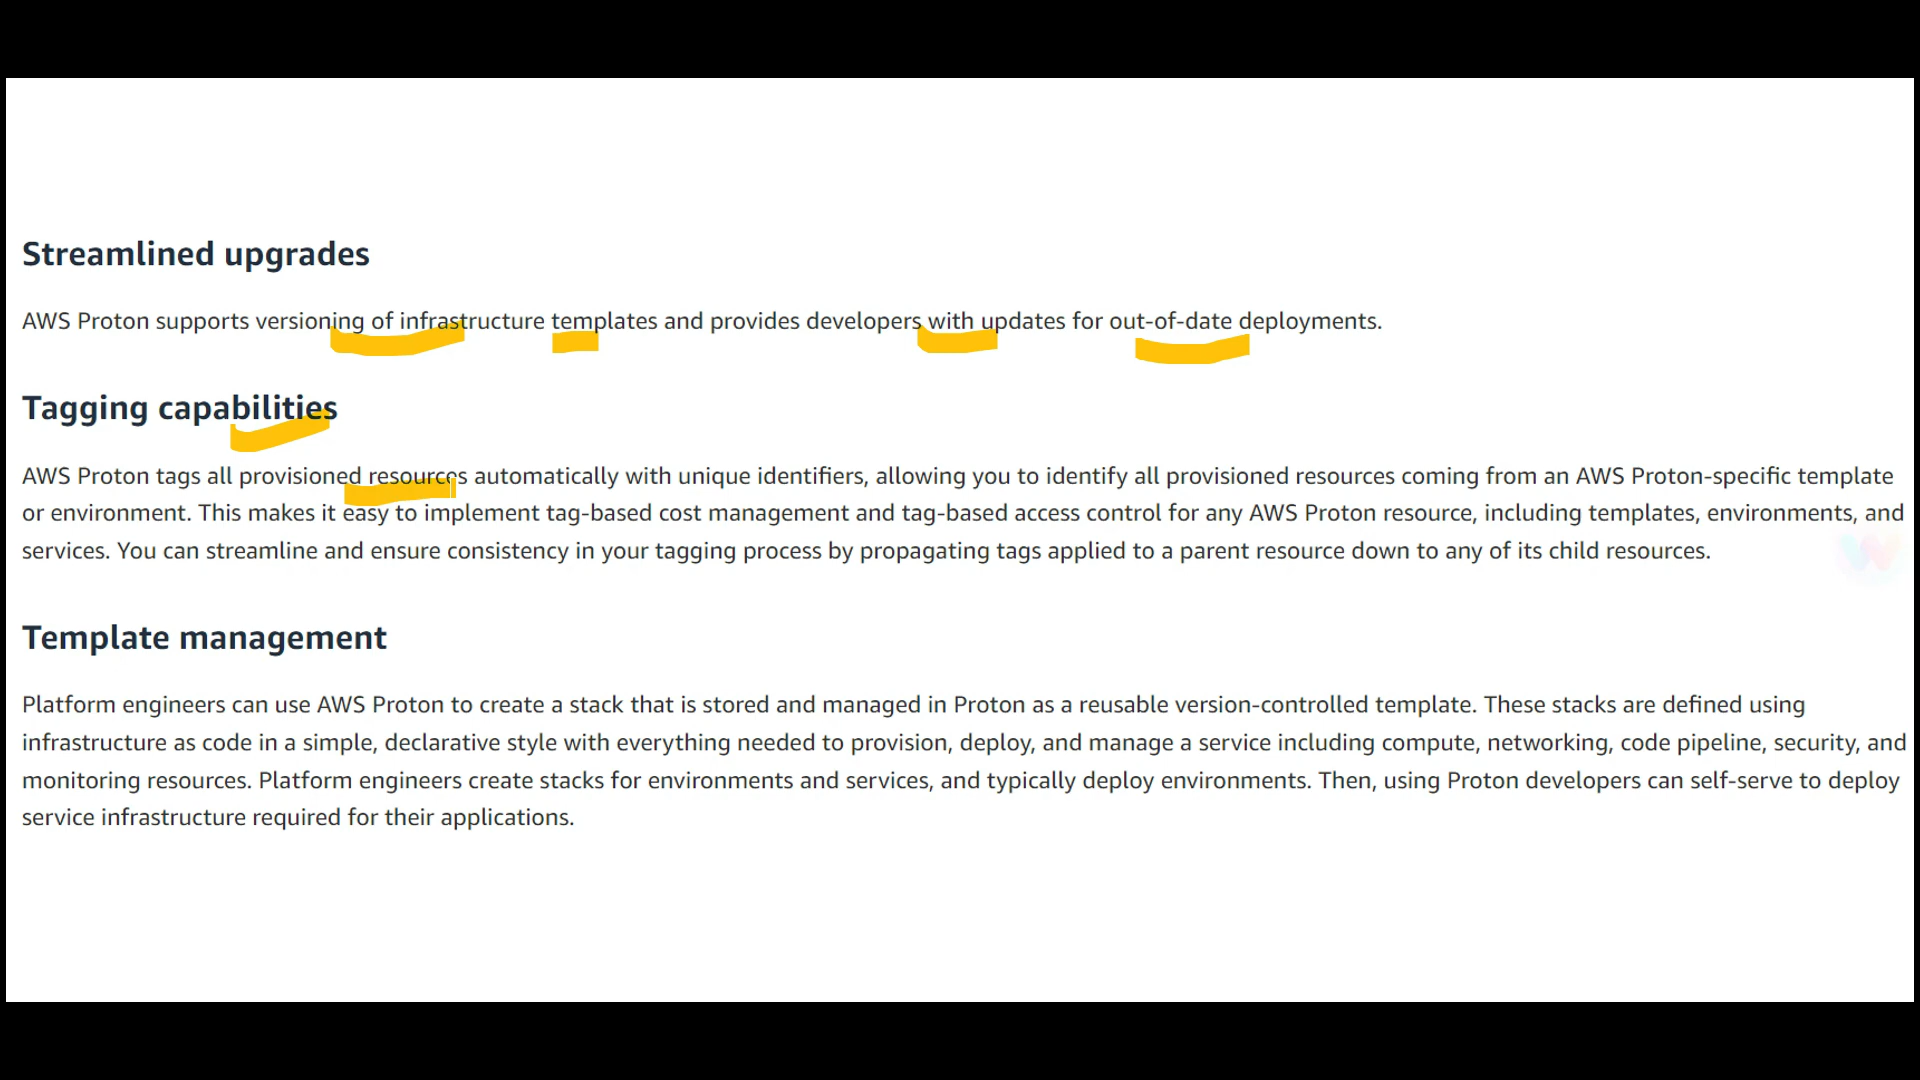 Streamlined upgrades
AWS Proton supports versioning of infrastructure templates and provides developers with updates for out-of-date deployments.
Tagging capabilities
AWS Proton tags all provisioned resources automatically with unique identifiers, allowing you to identify all provisioned resources coming from an AWS Proton-specific template
or environment. This makes it easy to implement tag-based cost management and tag-based access control for any AWS Proton resource, including templates, environments, and
services. You can streamline and ensure consistency in your tagging process by propagating tags applied to a parent resource down to any of its child resources.
Template management
Platform engineers can use AWS Proton to create a stack that is stored and managed in Proton as a reusable version-controlled template. These stacks are defined using
infrastructure as code in a simple, declarative style with everything needed to provision, deploy, and manage a service including compute, networking, code pipeline, security, and
monitoring resources. Platform engineers create stacks for environments and services, and typically deploy environments. Then, using Proton developers can self-serve to deploy
service infrastructure required for their applications.